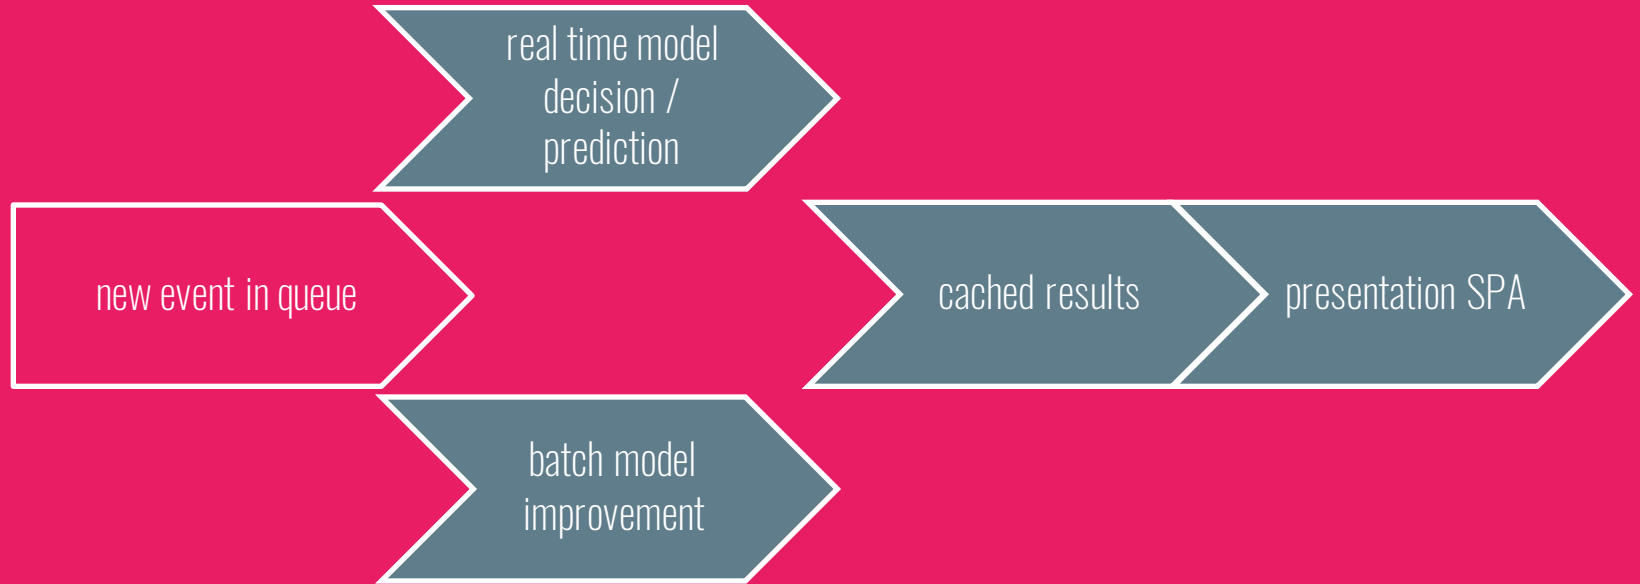 real time model
decision /
prediction
new event in queue
cached results
presentation SPA
batch model
improvement